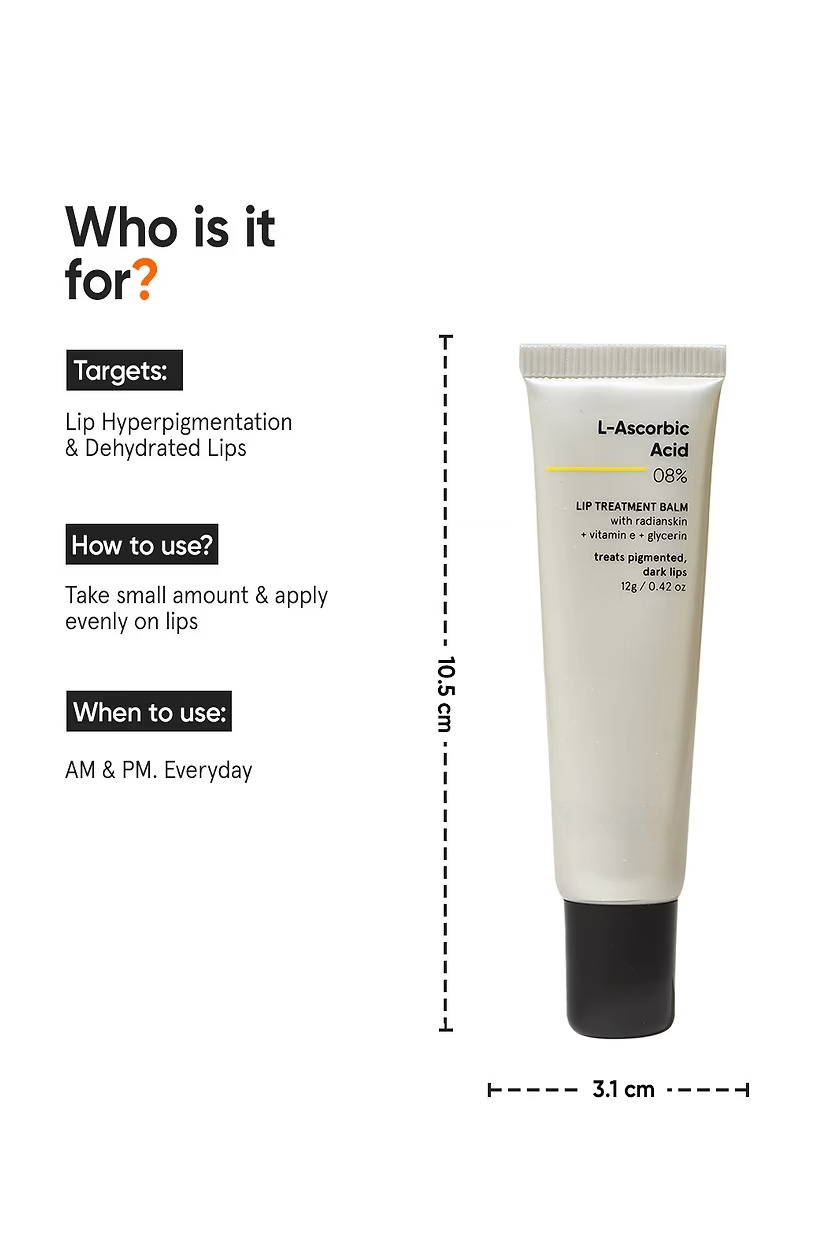 Who is it
for?
Targets:
Lip Hyperpigmentation
& Dehydrated Lips
How to use?
Take small amount & apply
evenly on lips
When to use:
AM & PM. Everyday
10.5 cm
L-Ascorbic
Acid
08%
LIP TREATMENT BALM
with radianskin
+ vitamin e + glycerin
treats pigmented,
dark lips
12g / 0.42 oz
3.1 cm